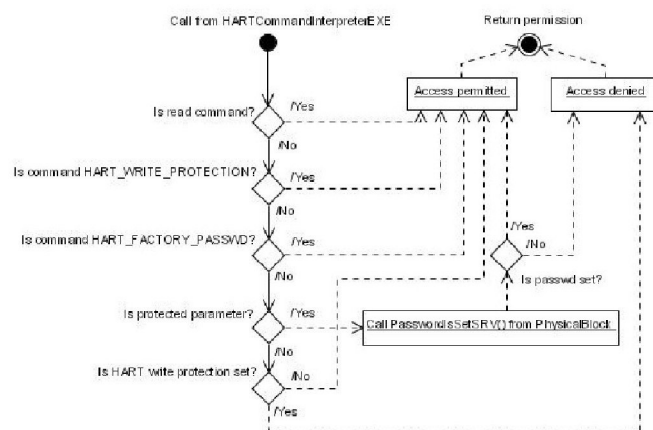 Call from HARTCommandInterpreterEXE
Return permission
Access permitted
Access denied
Is read command?
/Yes
/No
Is command HART_WRITE_PROTECTION?
/Yes
/No
Is command HART_FACTORY_PASSWD?
/Yes
/No
/Yes
/No
Is passwd set?
Is protected parameter?
/Yes
Call PasswordIsSetSRV() from PhysicalBlock
/No
Is HART write protection set?
/No
/Yes